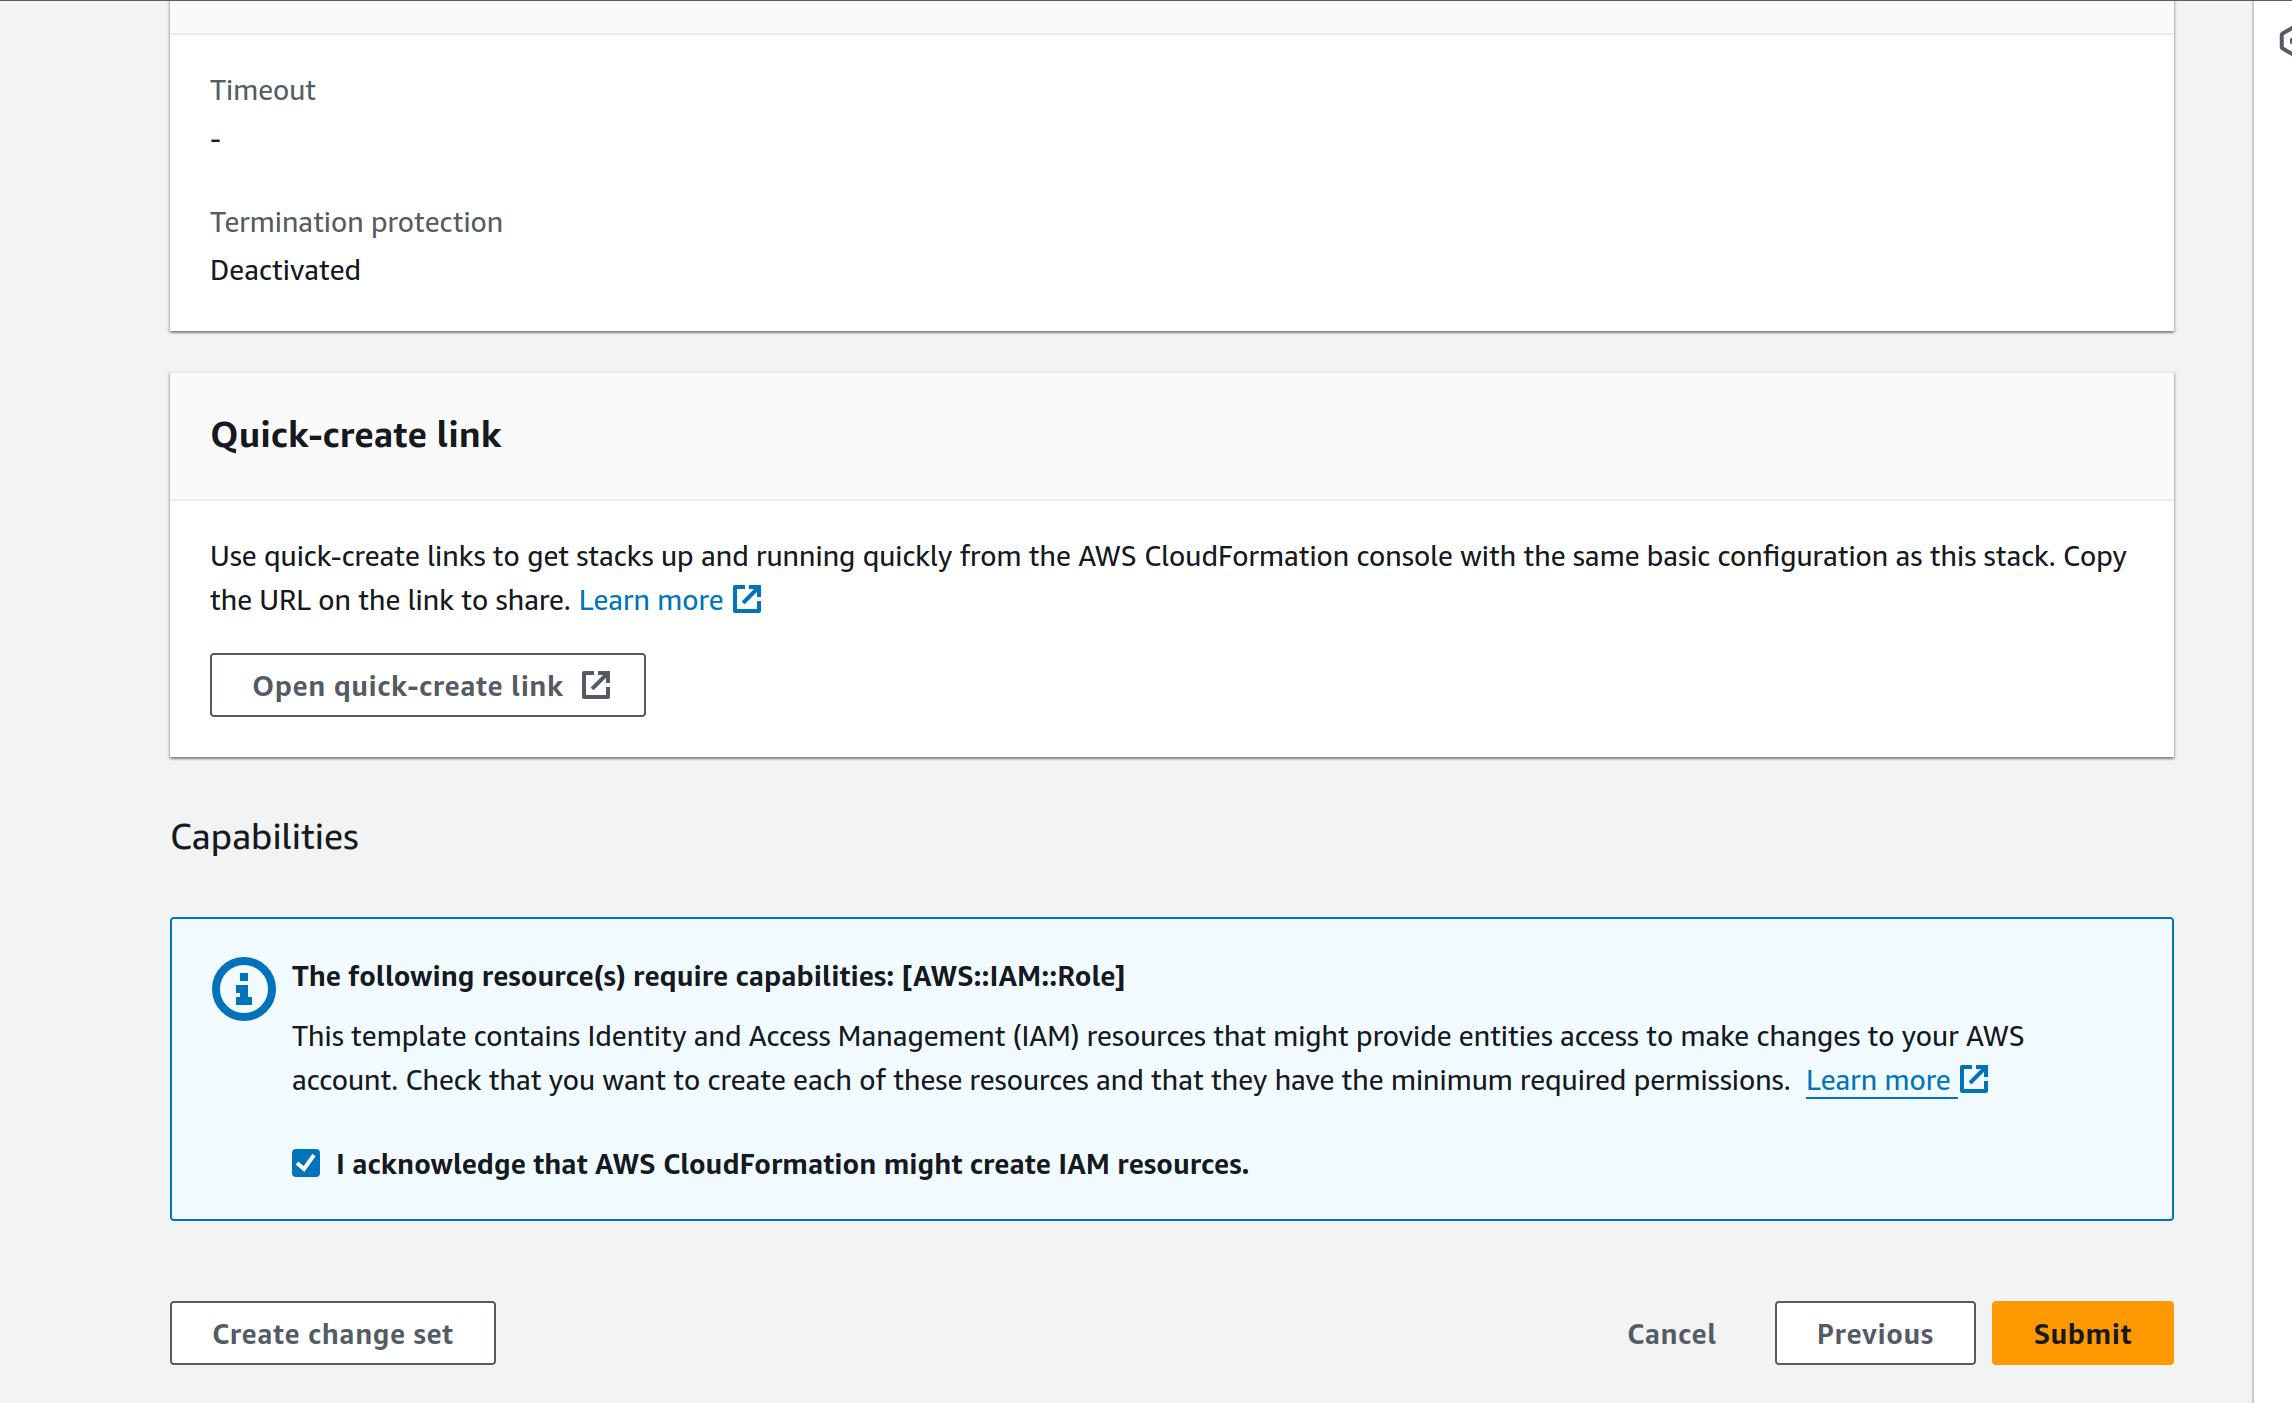 Timeout
-
Termination protection
Deactivated
Quick-create link
Use quick-create links to get stacks up and running quickly from the AWS CloudFormation console with the same basic configuration as this stack. Copy
the URL on the link to share. Learn more
Open quick-create link
Capabilities
The following resource(s) require capabilities: [AWS::IAM::Role]
This template contains Identity and Access Management (IAM) resources that might provide entities access to make changes to your AWS
account. Check that you want to create each of these resources and that they have the minimum required permissions. Learn more
I acknowledge that AWS CloudFormation might create IAM resources.
Create change set
Cancel
Previous
Submit